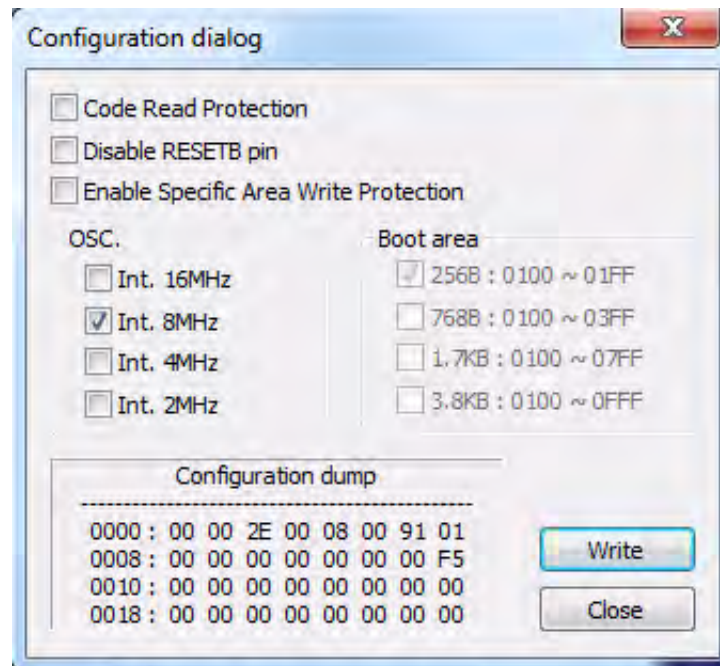 Configuration dialog
Code Read Protection
Disable RESETB pin
Enable Specific Area Write Protection
OSC.
Int. 16MHz
Int. 8MHz
Int. 4MHz
Int. 2MHz
Boot area
256B : 0100 ~ 01FF
768B : 0100 ~ 03FF
1.7KB : 0100 ~ 07FF
3.8KB : 0100 ~ 0FFF
Configuration dump
--------------------------------------------------
0000 : 00 00 2E 00 08 00 91 01
0008 : 00 00 00 00 00 00 00 F5
0010 : 00 00 00 00 00 00 00 00
0018 : 00 00 00 00 00 00 00 00
Write
Close